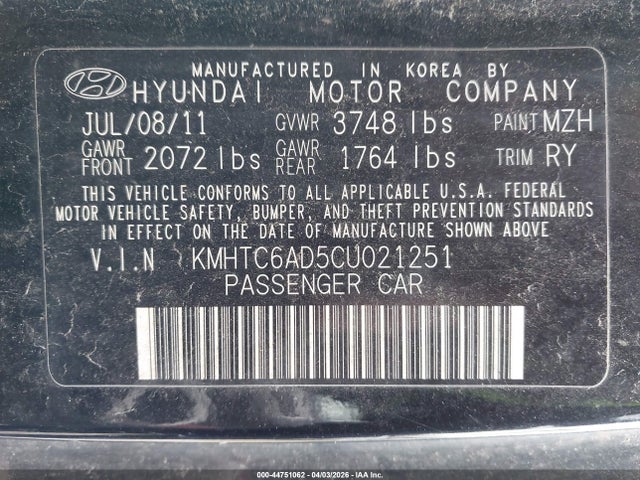 MANUFACTURED IN KOREA BY
HYUNDAI MOTOR COMPANY
JUL/08/11 GVWR 3748 lbs PAINT MZH
GAWR FRONT 2072 lbs GAWR REAR 1764 lbs TRIM RY
THIS VEHICLE CONFORMS TO ALL APPLICABLE U.S.A. FEDERAL
MOTOR VEHICLE SAFETY, BUMPER, AND THEFT PREVENTION STANDARDS
IN EFFECT ON THE DATE OF MANUFACTURE SHOWN ABOVE.
V.I.N KMHTC6AD5CU021251
PASSENGER CAR
000-44751062 - 04/03/2026 - IAA Inc.